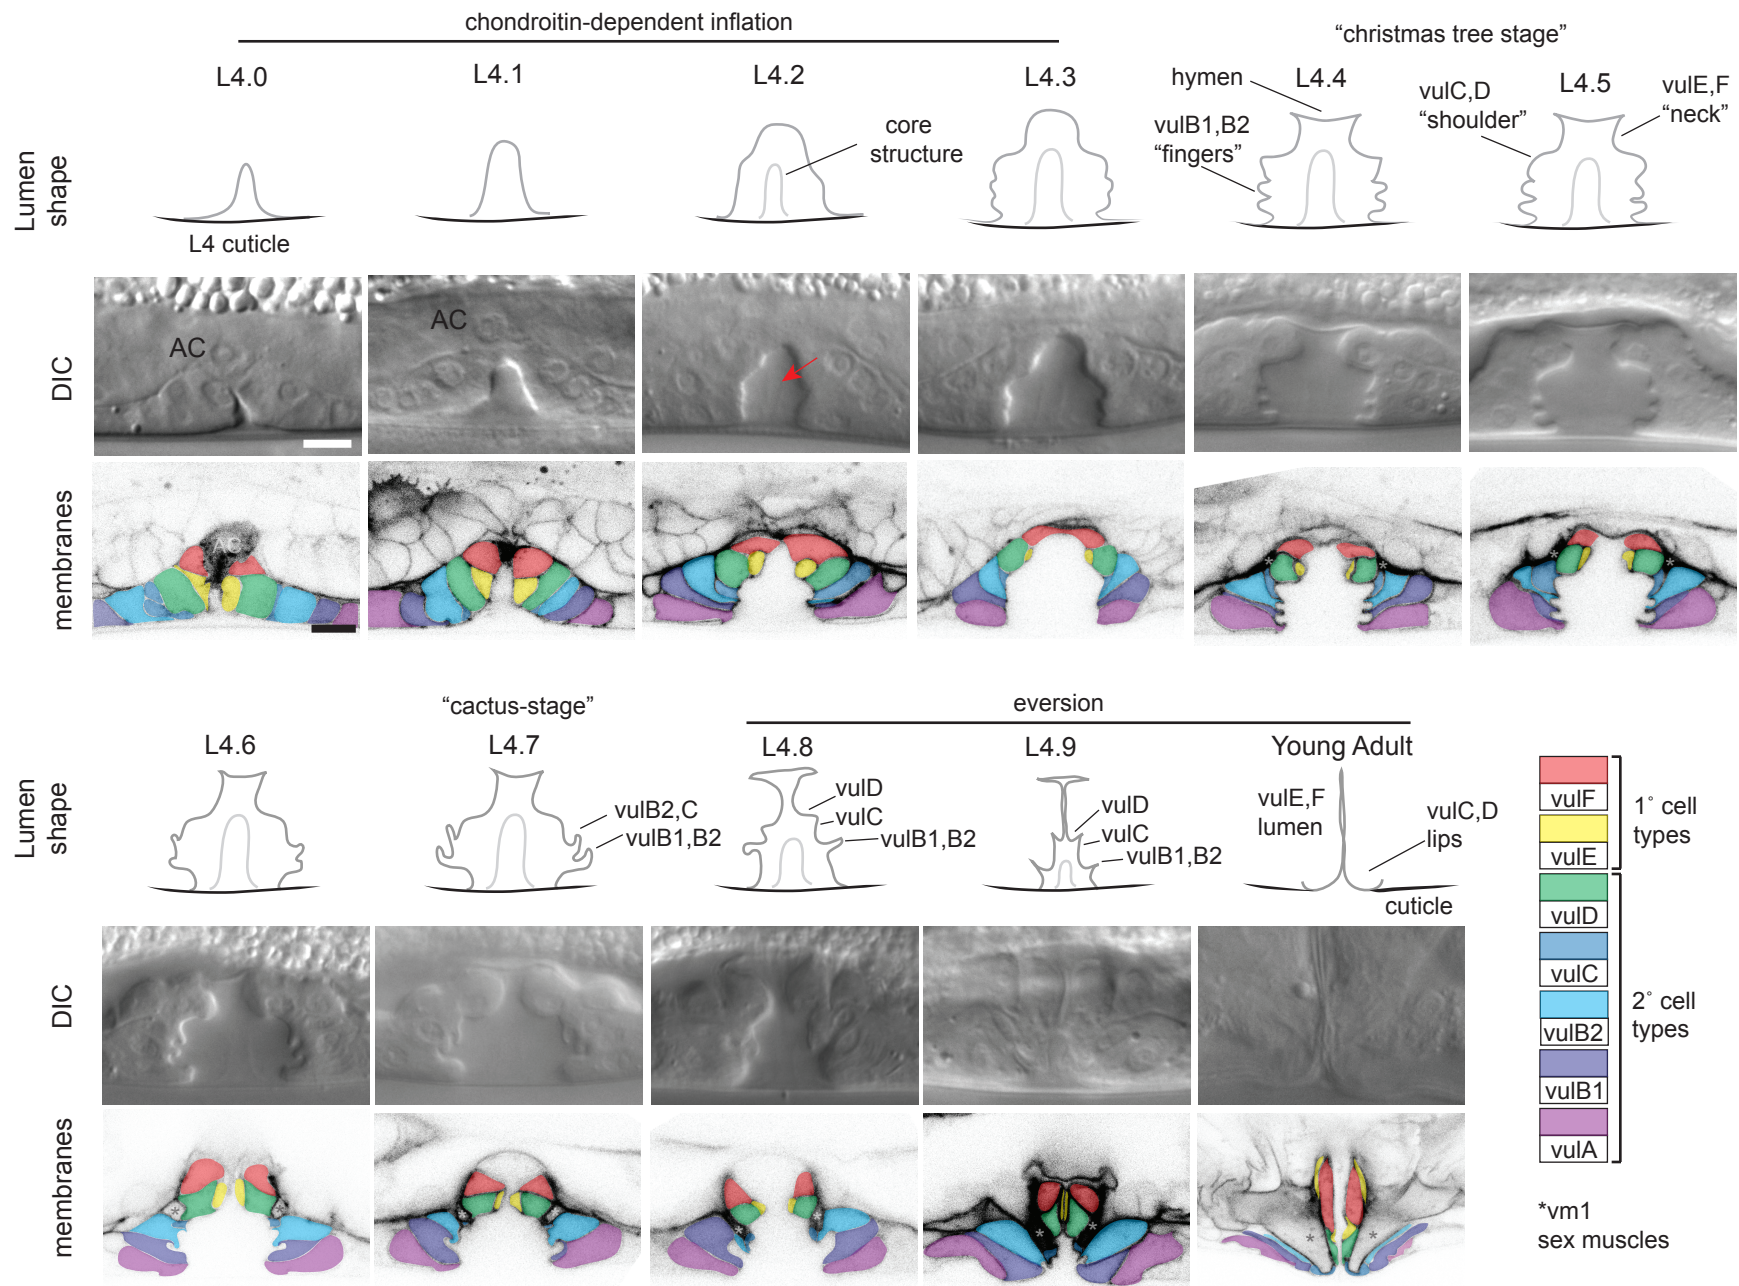 chondroitin-dependent inflation
“christmas tree stage”
L4.0
L4.1
L4.2
L4.3
L4.4
L4.5
hymen
vulC,D
“shoulder”
vulE,F
“neck”
core
structure
vulB1,B2
“fingers”
Lumen
shape
L4 cuticle
DIC
AC
AC
membranes
AC
“cactus-stage”
eversion
L4.6
L4.7
L4.8
L4.9
Young Adult
Lumen
shape
vulB2,C
vulB1,B2
vulD
vulC
vulB1,B2
vulD
vulC
vulB1,B2
vulE,F
lumen
vulC,D
lips
cuticle
DIC
membranes
vulF
vulE
1˚ cell
types
vulD
vulC
vulB2
vulB1
vulA
2˚ cell
types
*vm1
sex muscles